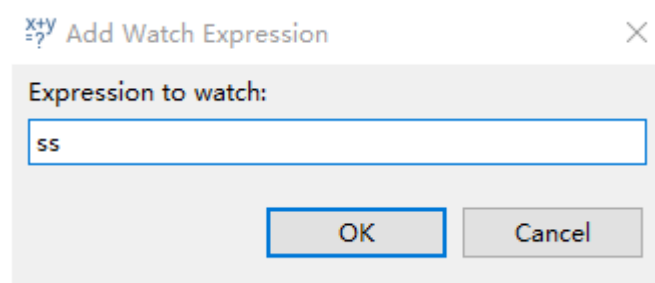 x+y
=?
Add Watch Expression
Expression to watch:
ss
OK
Cancel